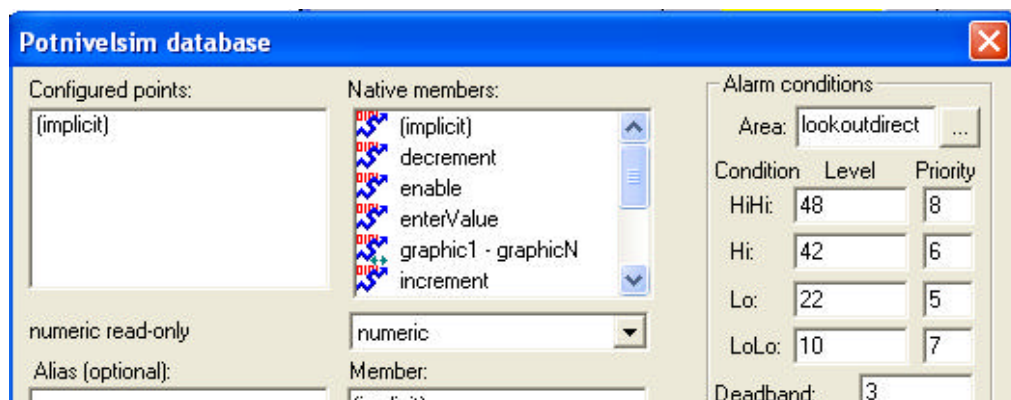 Potnivelsim database
Configured points:
(implicit)
numeric read-only
Alias (optional):
Native members:
(implicit)
decrement
enable
enterValue
graphic1 - graphicN
increment
numeric
Member:
(implicit)
Alarm conditions
Area: lookoutdirect ...
Condition Level Priority
HiHi: 48 8
Hi: 42 6
Lo: 22 5
LoLo: 10 7
Deadband: 3